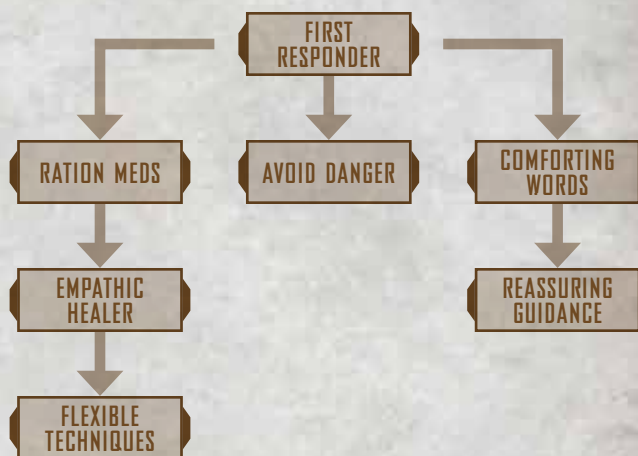 FIRST
RESPONDER
RATION MEDS
AVOID DANGER
COMFORTING
WORDS
EMPATHIC
HEALER
REASSURING
GUIDANCE
FLEXIBLE
TECHNIQUES